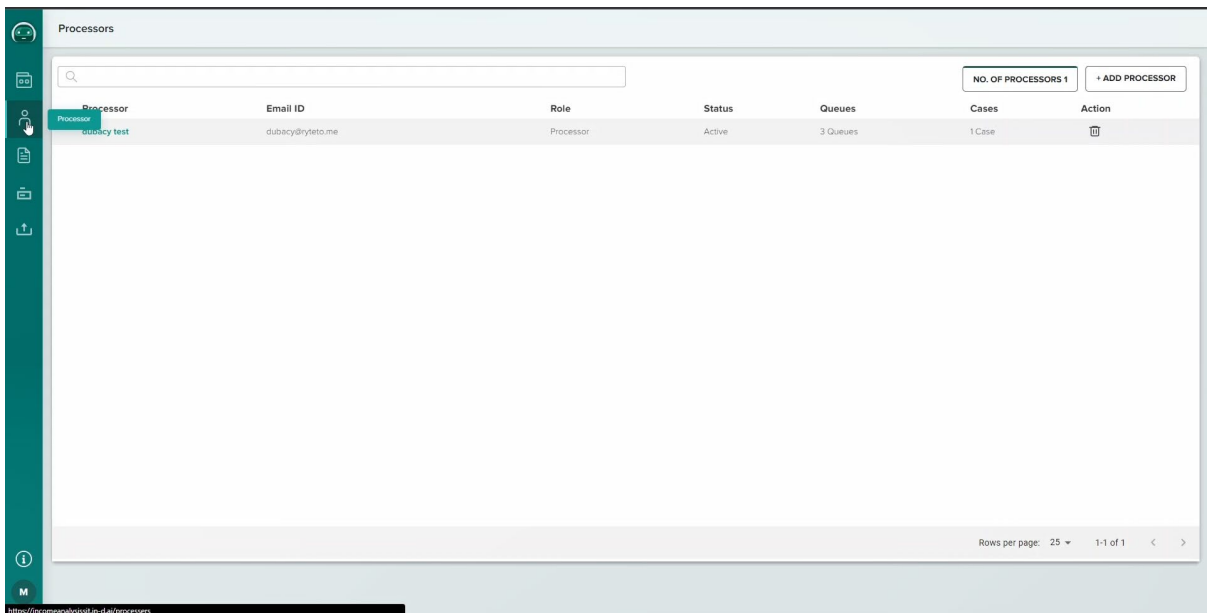 Processors
NO. OF PROCESSORS 1
+ ADD PROCESSOR
Processor Email ID Role Status Queues Cases Action
Processor
dubacy test dubacy@ryteto.me Processor Active 3 Queues 1 Case
Rows per page: 25 1-1 of 1
M
https://incomeanalysissit.in-d.ai/processers